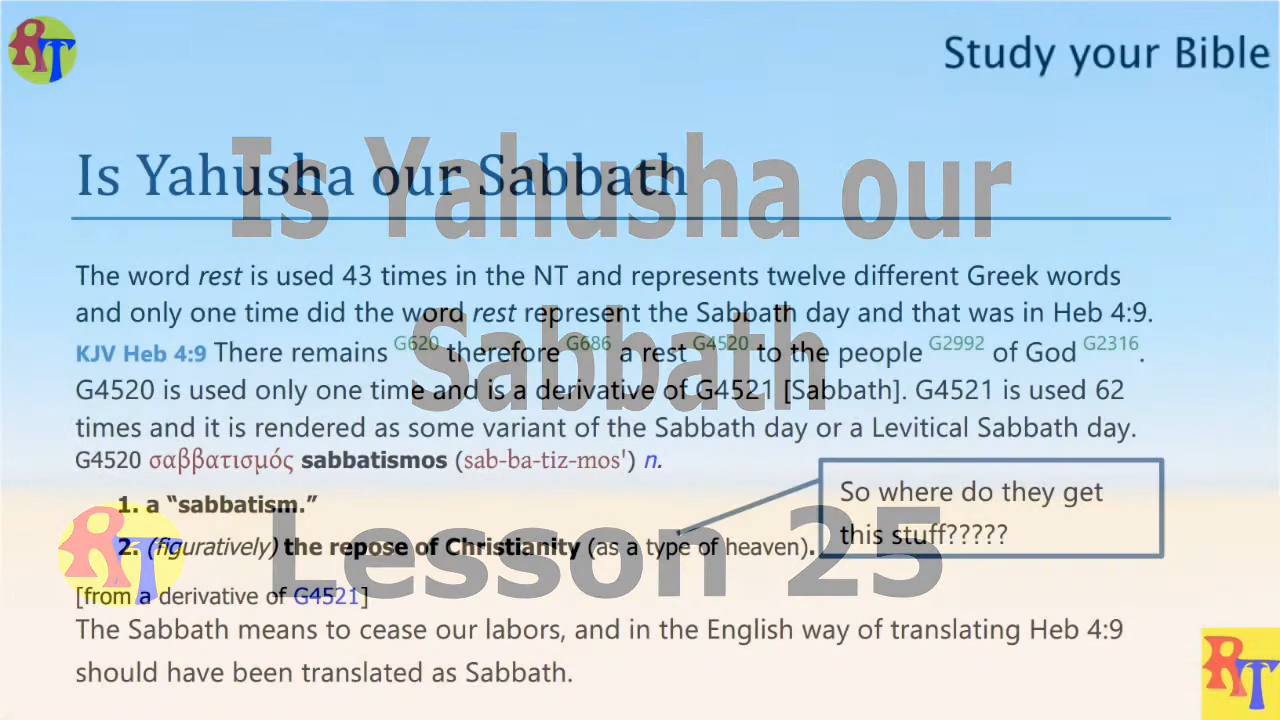 RT
Study your Bible
Is Yahusha our Sabbath
Is Yahusha our
Sabbath
Lesson 25
The word rest is used 43 times in the NT and represents twelve different Greek words
and only one time did the word rest represent the Sabbath day and that was in Heb 4:9.
KJV Heb 4:9 There remains G620 therefore G686 a rest G4520 to the people G2992 of God G2316.
G4520 is used only one time and is a derivative of G4521 [Sabbath]. G4521 is used 62
times and it is rendered as some variant of the Sabbath day or a Levitical Sabbath day.
G4520 σαββατισμός sabbatismos (sab-ba-tiz-mos') n.
1. a “sabbatism.”
2. (figuratively) the repose of Christianity (as a type of heaven).
So where do they get
this stuff?????
[from a derivative of G4521]
The Sabbath means to cease our labors, and in the English way of translating Heb 4:9
should have been translated as Sabbath.
RT
RT